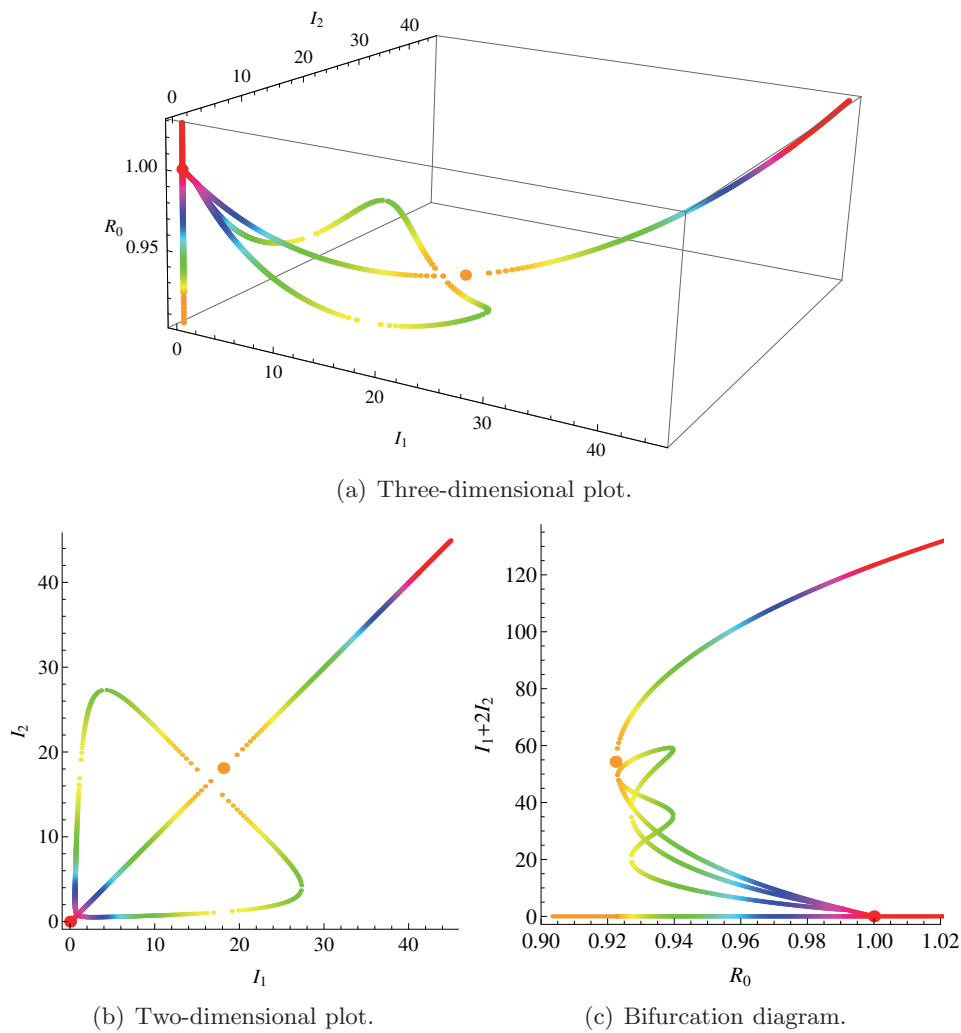 I₂
0 10 20 30 40
1.00
R₀
0.95
0 10 20 30 40
I₁
(a) Three-dimensional plot.
I₂
40
30
20
10
0
0 10 20 30 40
I₁
(b) Two-dimensional plot.
I₁+2I₂
120
100
80
60
40
20
0
0.90 0.92 0.94 0.96 0.98 1.00 1.02
R₀
(c) Bifurcation diagram.